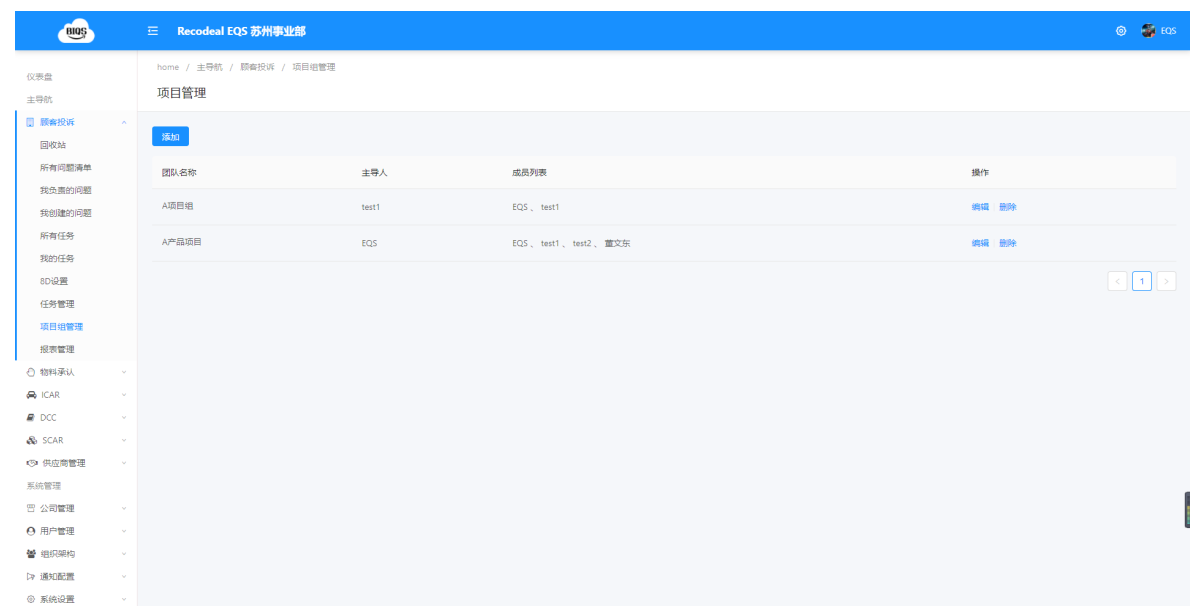 BIQS
Recodeal EQS 苏州事业部
EQS
home / 主导航 / 顾客投诉 / 项目组管理
项目管理
仪表盘
主导航
顾客投诉
回收站
所有问题清单
我负责的问题
我创建的问题
所有任务
我的任务
8D设置
任务管理
项目组管理
报表管理
物料承认
ICAR
DCC
SCAR
供应商管理
系统管理
公司管理
用户管理
组织架构
通知配置
系统设置
添加
团队名称 主导人 成员列表 操作
A项目组 test1 EQS 、 test1 编辑 删除
A产品项目 EQS EQS 、 test1 、 test2 、 董文东 编辑 删除
< 1 >